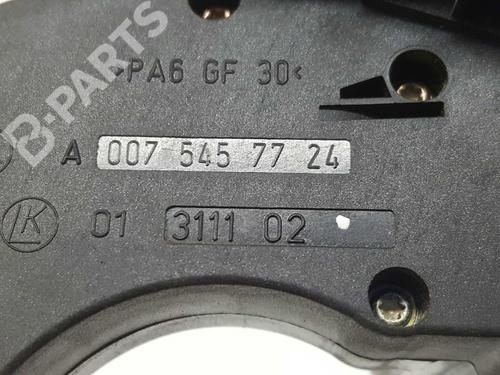 >PA6 GF 30<
B-PARTS
A 007 545 77 24
LK 01 3111 02